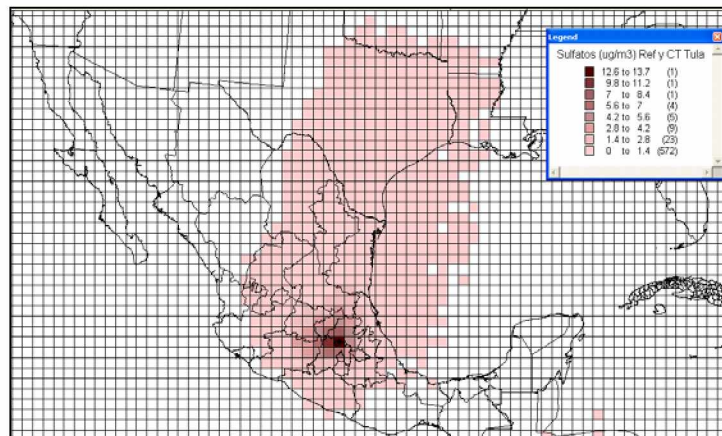 Legend
Sulfatos (ug/m3) Ref y CT Tula
12.6 to 13.7 (1)
9.8 to 11.2 (1)
7 to 8.4 (1)
5.6 to 7 (4)
4.2 to 5.6 (5)
2.8 to 4.2 (9)
1.4 to 2.8 (23)
0 to 1.4 (572)